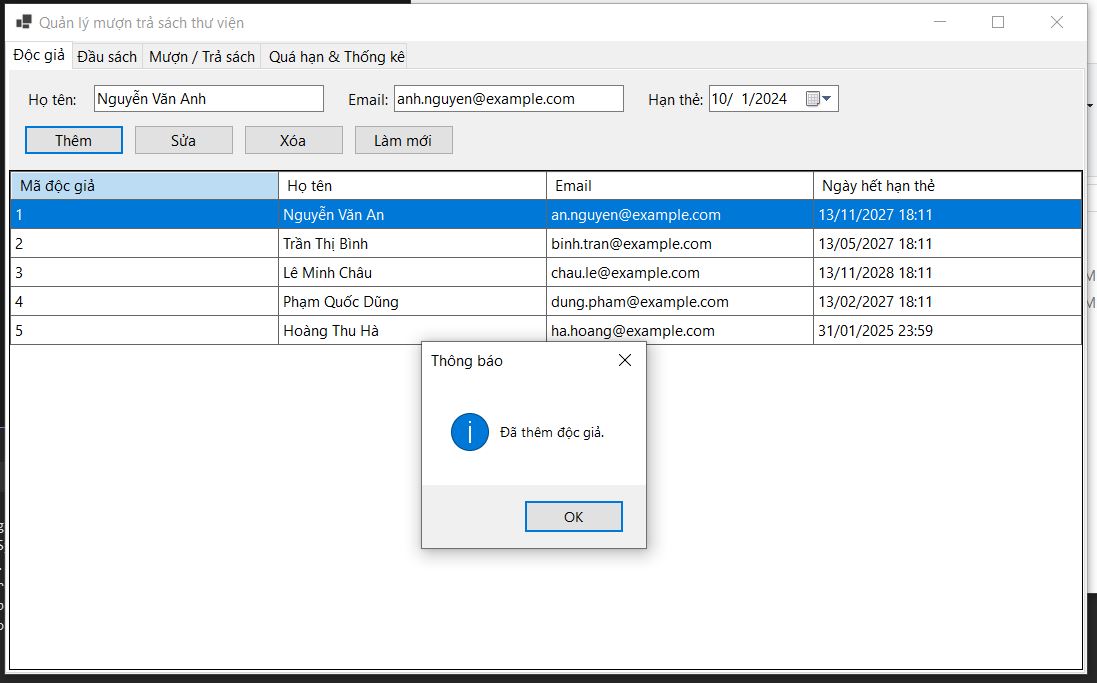 Quản lý mượn trả sách thư viện
Độc giả Đầu sách Mượn / Trả sách Quá hạn & Thống kê
Họ tên: Nguyễn Văn Anh Email: anh.nguyen@example.com Hạn thẻ: 10/ 1/2024
Thêm Sửa Xóa Làm mới
Mã độc giả Họ tên Email Ngày hết hạn thẻ
1 Nguyễn Văn An an.nguyen@example.com 13/11/2027 18:11
2 Trần Thị Bình binh.tran@example.com 13/05/2027 18:11
3 Lê Minh Châu chau.le@example.com 13/11/2028 18:11
4 Phạm Quốc Dũng dung.pham@example.com 13/02/2027 18:11
5 Hoàng Thu Hà ha.hoang@example.com 31/01/2025 23:59
Thông báo
Đã thêm độc giả.
OK